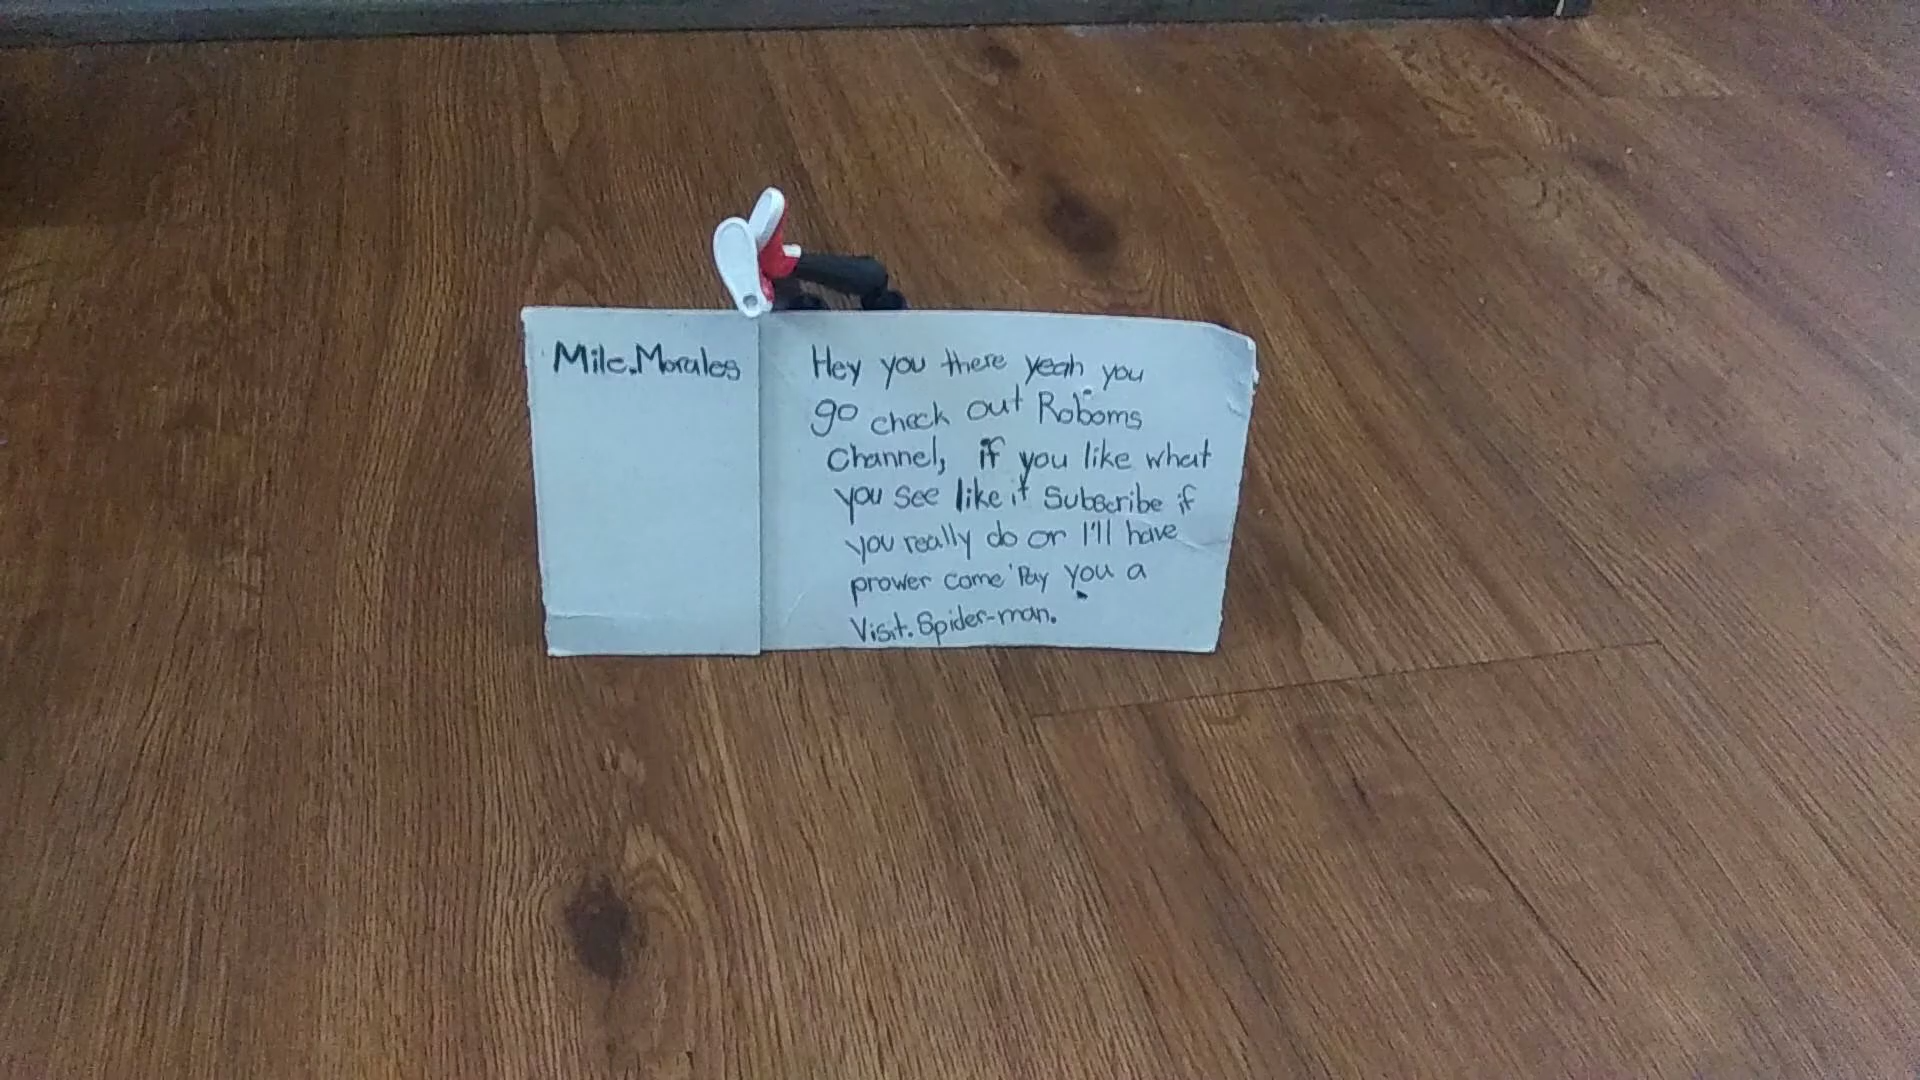 Mile.Morales
Hey you there yeah you
go check out Roboms
Channel, if you like what
you see like it Subscribe if
you really do or I'll have
prower come Pay you a
Visit. Spider-man.